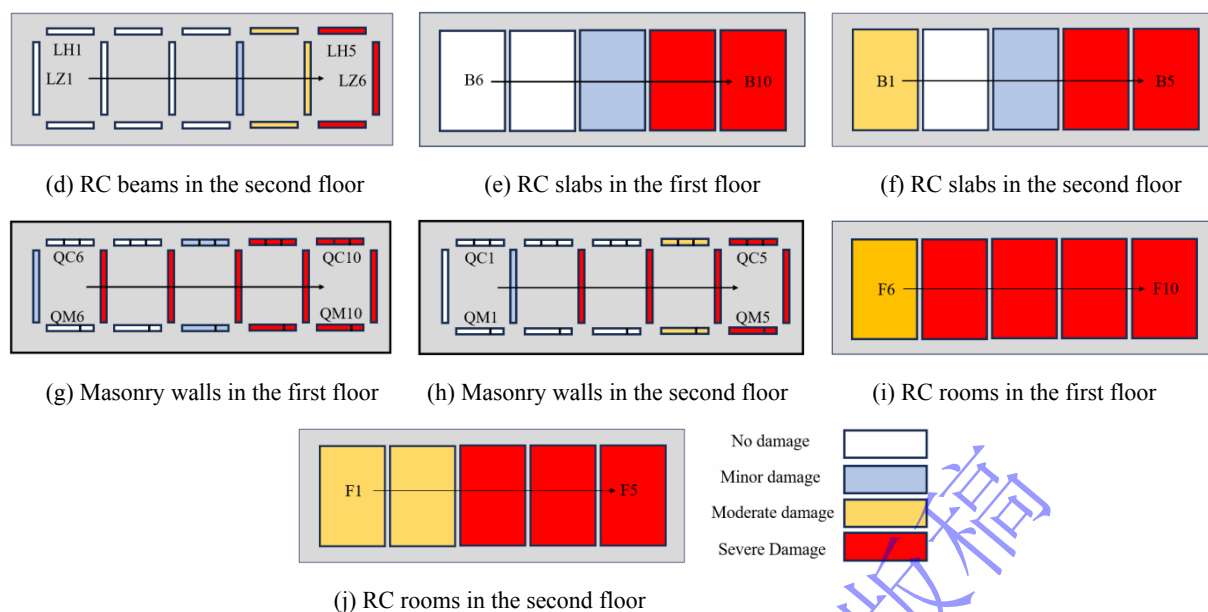 LH1 LH5
LZ1 LZ6
B6 B10
B1 B5
(d) RC beams in the second floor
(e) RC slabs in the first floor
(f) RC slabs in the second floor
QC6 QC10
QM6 QM10
QC1 QC5
QM1 QM5
F6 F10
(g) Masonry walls in the first floor
(h) Masonry walls in the second floor
(i) RC rooms in the first floor
F1 F5
No damage
Minor damage
Moderate damage
Severe Damage
(j) RC rooms in the second floor
版稿